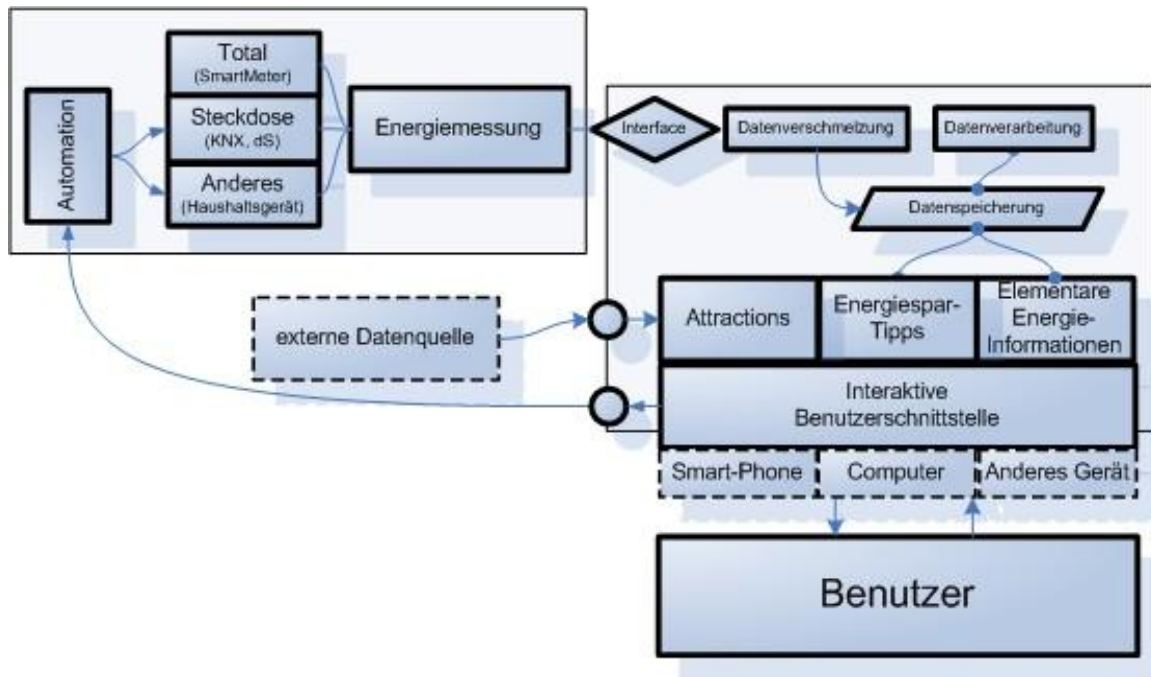 Automation
Total
(SmartMeter)
Steckdose
(KNX, dS)
Anderes
(Haushaltsgerät)
Energiemessung
Interface
Datenverschmelzung
Datenverarbeitung
Datenspeicherung
externe Datenquelle
Attractions
Energiespar-
Tipps
Elementare
Energie-
Informationen
Interaktive
Benutzerschnittstelle
Smart-Phone
Computer
Anderes Gerät
Benutzer